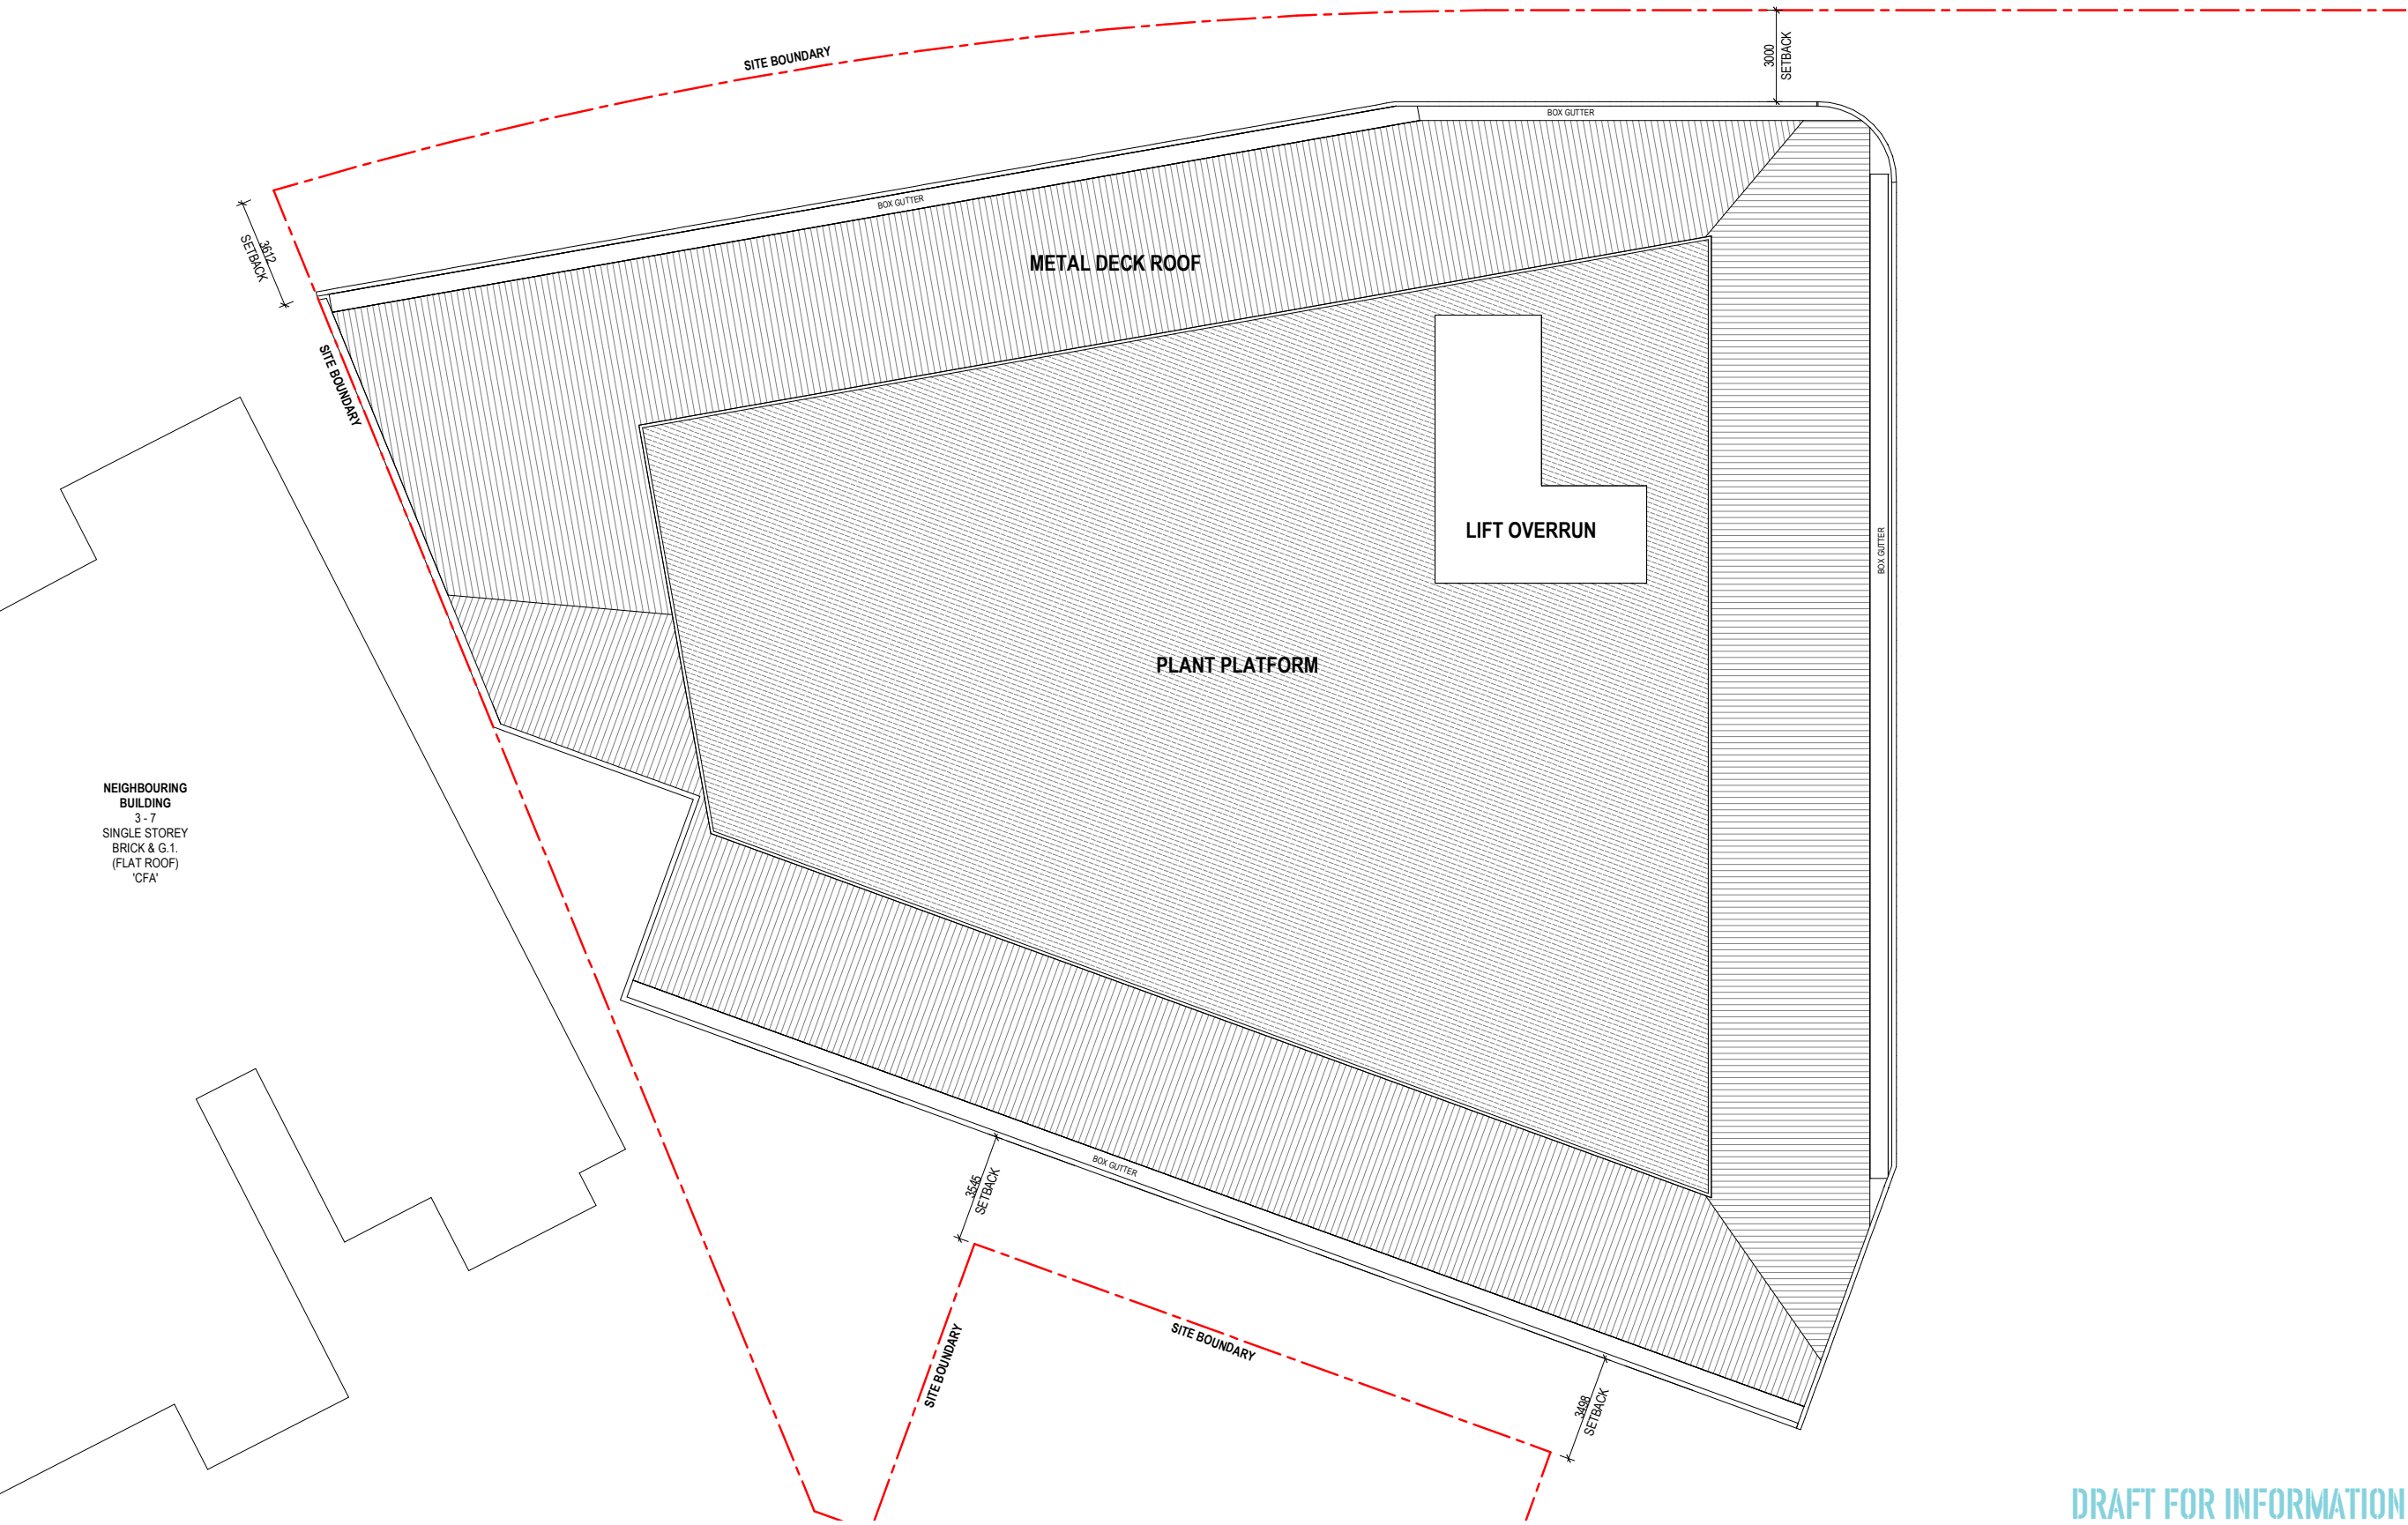 SITE BOUNDARY
3000
SETBACK
BOX GUTTER
BOX GUTTER
3612
SETBACK
METAL DECK ROOF
SITE BOUNDARY
LIFT OVERRUN
BOX GUTTER
PLANT PLATFORM
NEIGHBOURING
BUILDING
3 - 7
SINGLE STOREY
BRICK & G.1.
(FLAT ROOF)
'CFA'
BOX GUTTER
3545
SETBACK
SITE BOUNDARY
SITE BOUNDARY
3498
SETBACK
DRAFT FOR INFORMATION